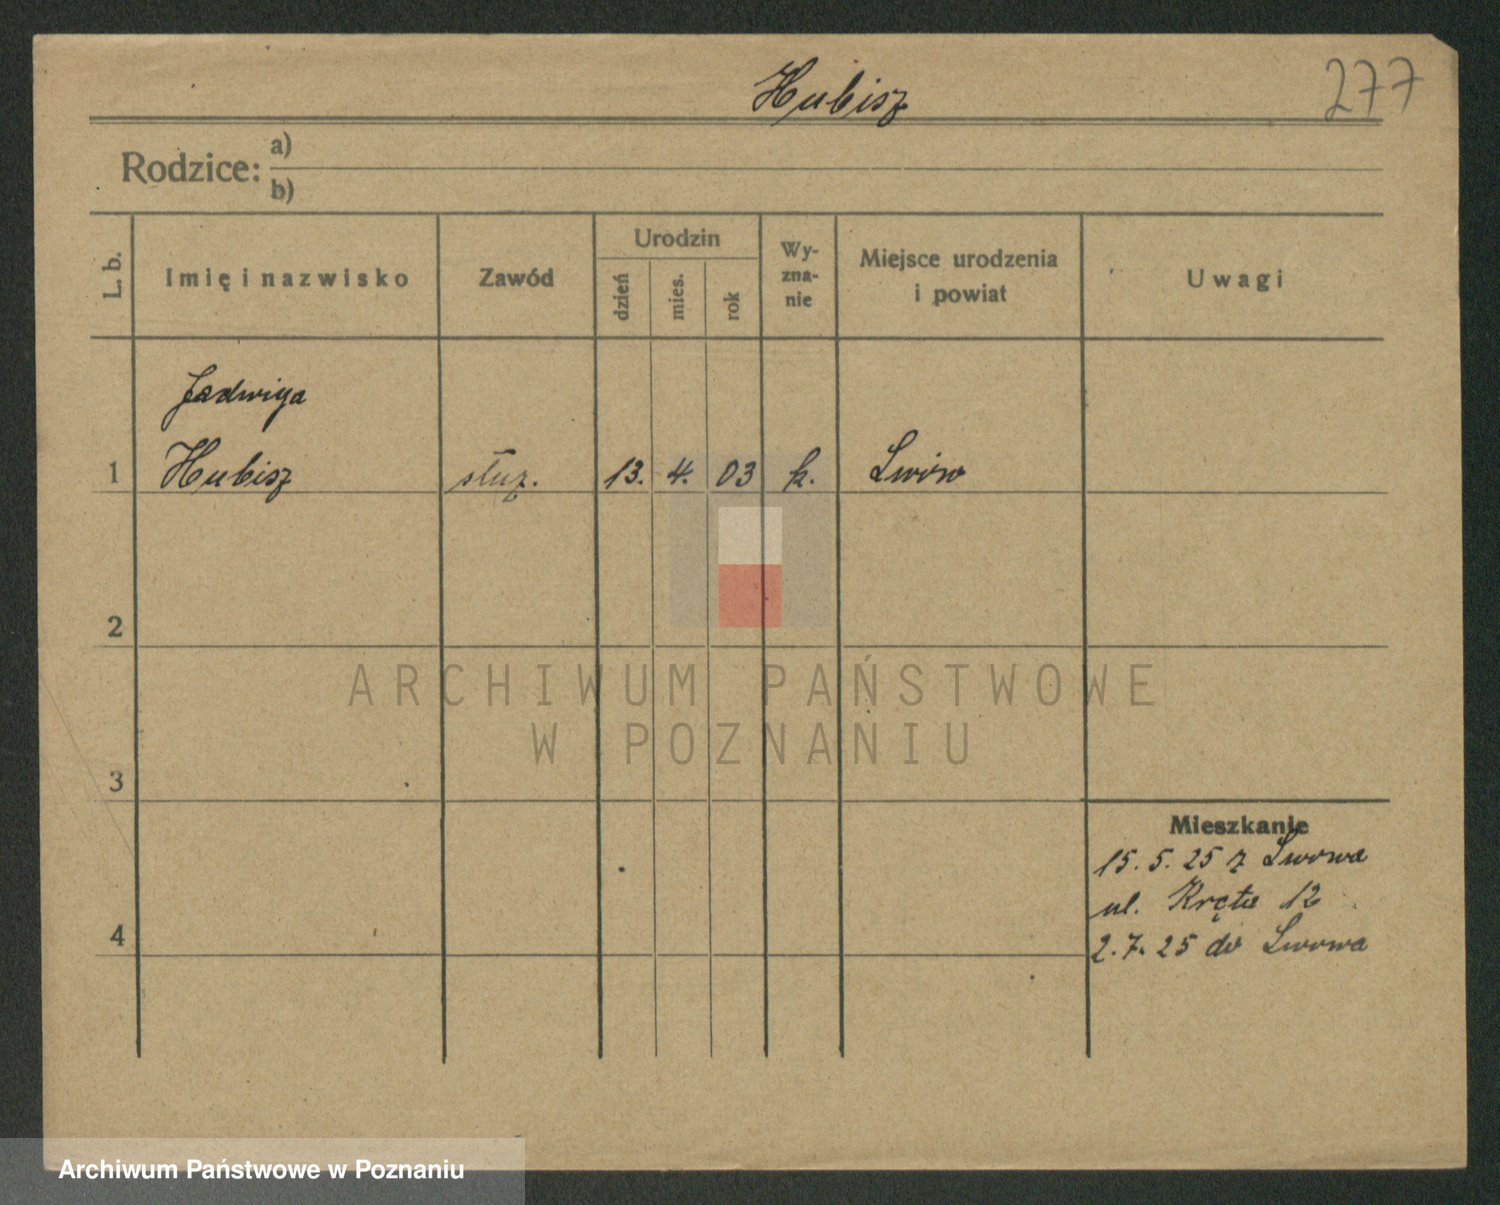 Hubisz
277
Rodzice: a)
b)
L. b.
Imię i nazwisko
Zawód
Urodzin
dzień
mies.
rok
Wy-
zna-
nie
Miejsce urodzenia
i powiat
Uwagi
Jadwiga
1 Hubisz służ. 13. 4. 03 k. Lwów
2
3
4
Mieszkanie
15. 5. 25 z Lwowa
ul. Kręta 12
2. 7. 25 do Lwowa
ARCHIWUM PAŃSTWOWE
W POZNANIU
Archiwum Państwowe w Poznaniu